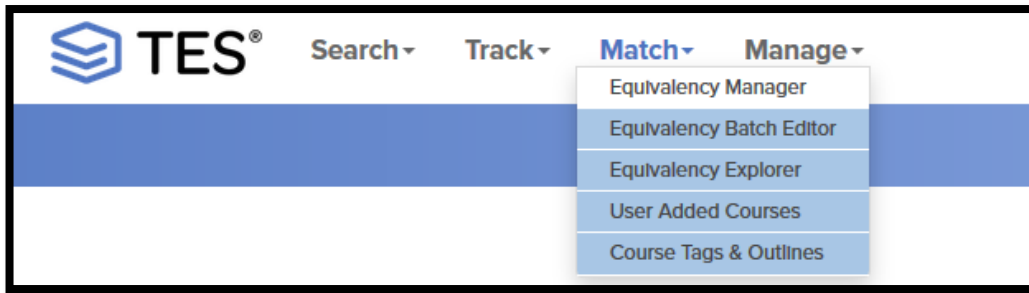 TES® Search Track Match Manage
Equivalency Manager
Equivalency Batch Editor
Equivalency Explorer
User Added Courses
Course Tags & Outlines